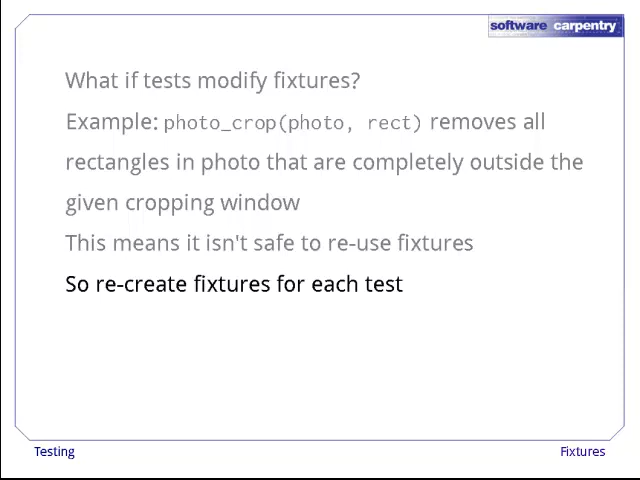 software carpentry
What if tests modify fixtures?
Example: photo_crop(photo, rect) removes all
rectangles in photo that are completely outside the
given cropping window
This means it isn't safe to re-use fixtures
So re-create fixtures for each test
Testing
Fixtures